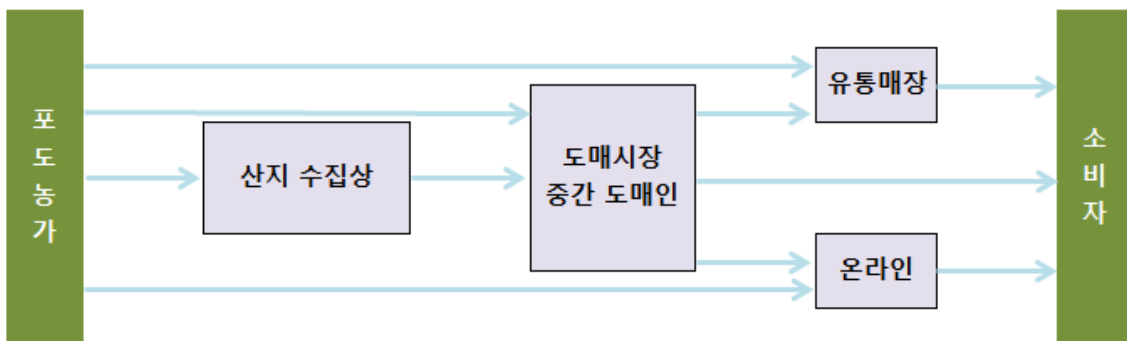 포도농가
산지 수집상
도매시장
중간 도매인
유통매장
온라인
소비자